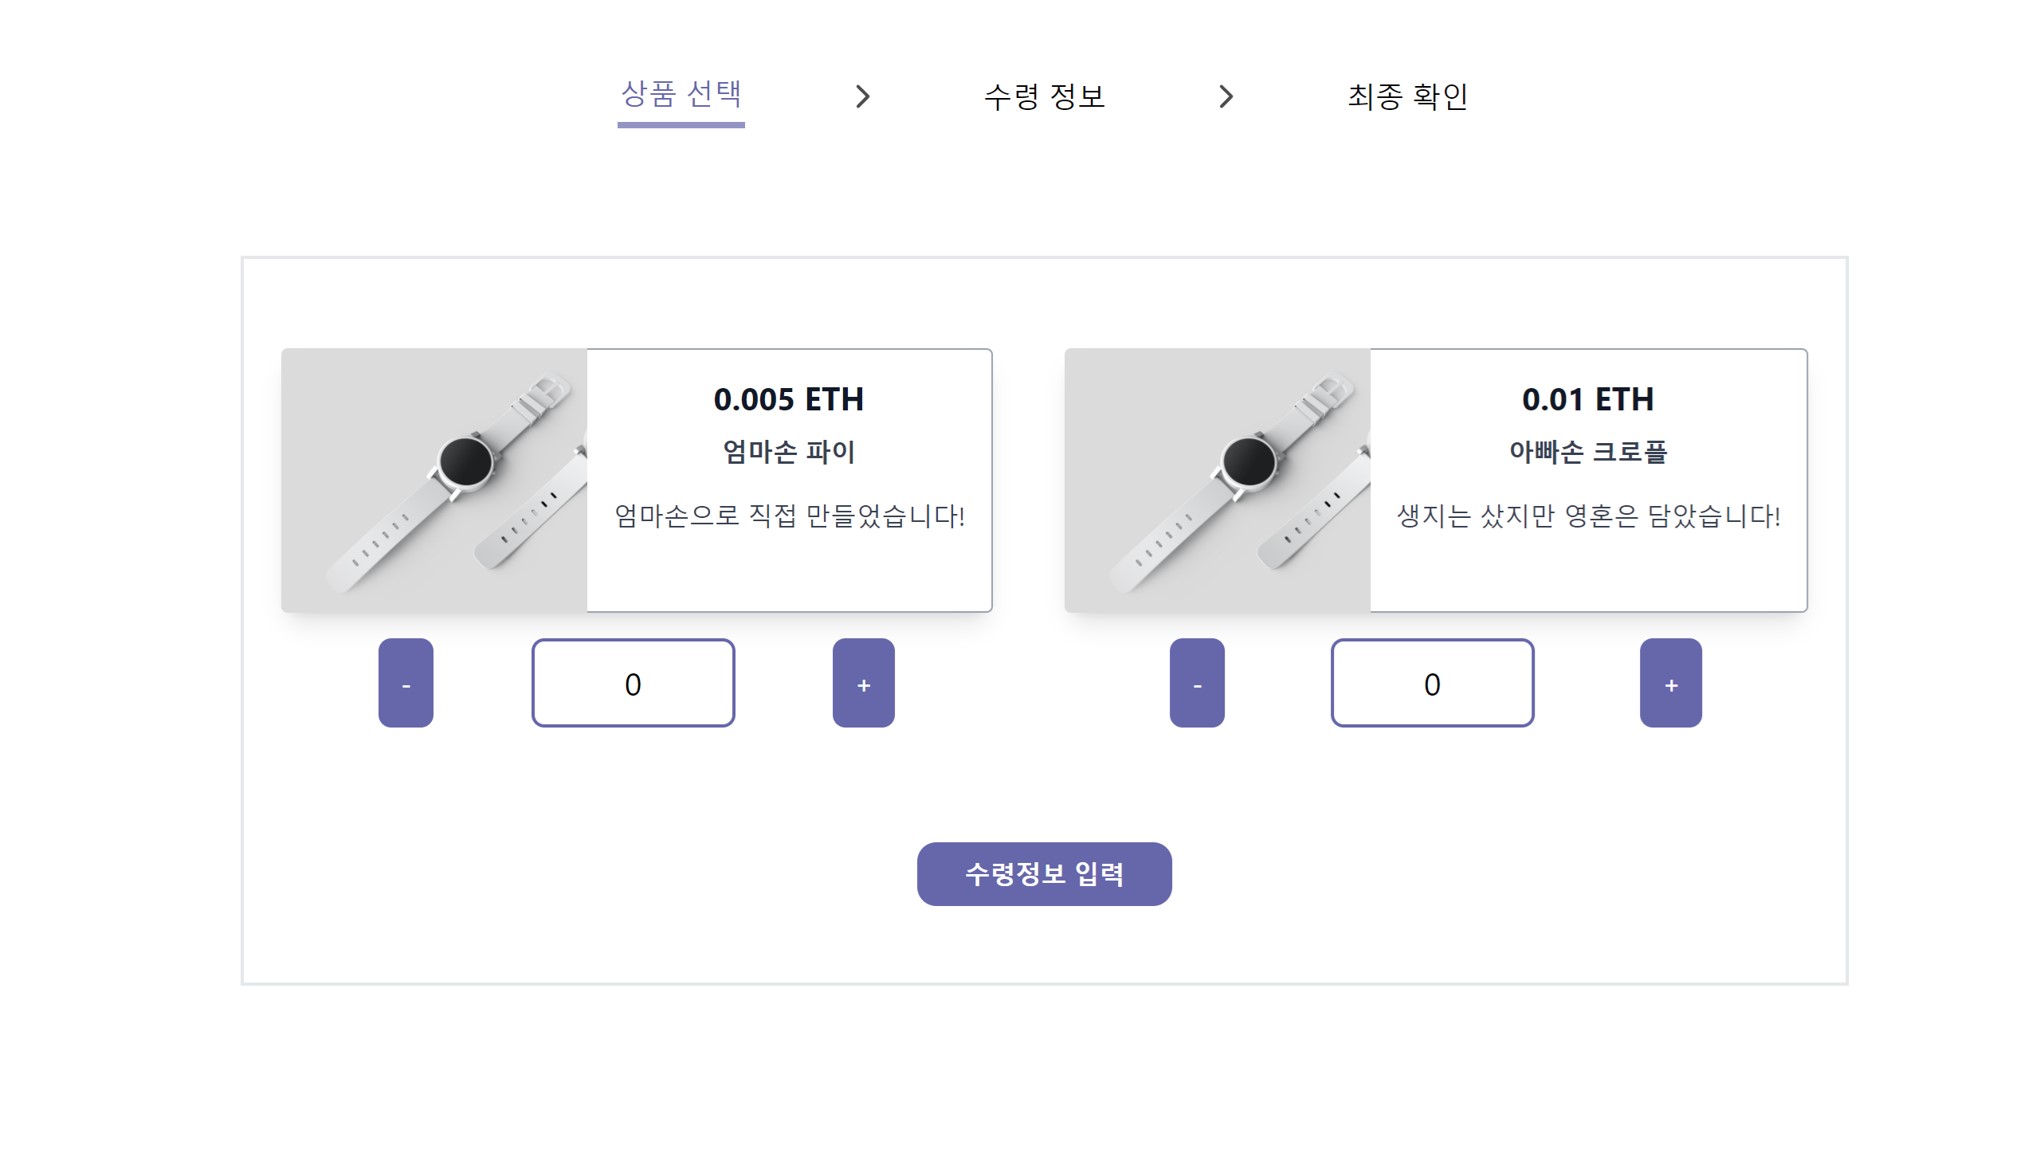 상품 선택
수령 정보
최종 확인
0.005 ETH
엄마손 파이
엄마손으로 직접 만들었습니다!
0.01 ETH
아빠손 크로플
생지는 샀지만 영혼은 담았습니다!
- 0 +
- 0 +
수령정보 입력